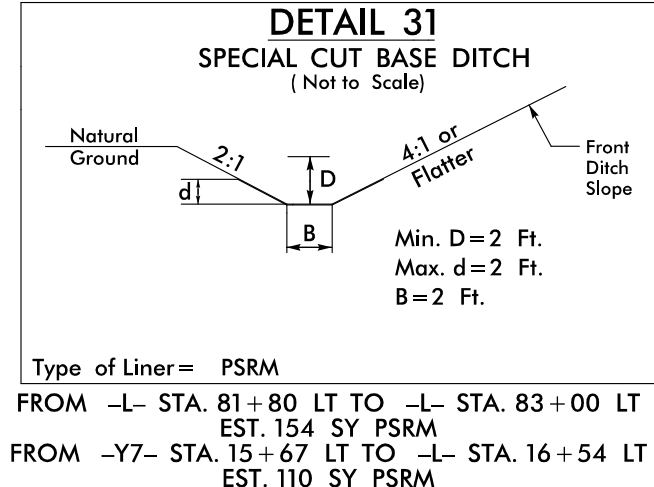 DETAIL 31
SPECIAL CUT BASE DITCH
( Not to Scale)
Natural
Ground
2:1
d
D
B
4:1 or
Flatter
Front
Ditch
Slope
Min. D=2 Ft.
Max. d=2 Ft.
B=2 Ft.
Type of Liner= PSRM
FROM -L- STA. 81+80 LT TO -L- STA. 83+00 LT
EST. 154 SY PSRM
FROM -Y7- STA. 15+67 LT TO -L- STA. 16+54 LT
EST. 110 SY PSRM